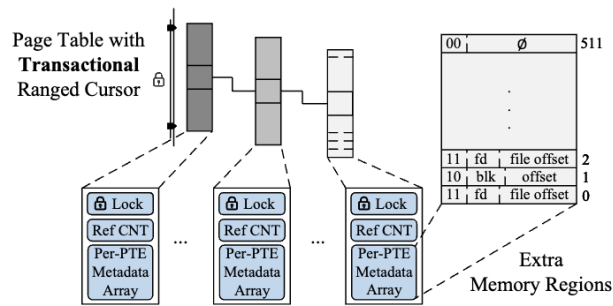 Page Table with
Transactional
Ranged Cursor
00 Ø 511
.
.
.
11 fd file offset 2
10 blk offset 1
11 fd file offset 0
Lock
Ref CNT
Per-PTE
Metadata
Array
...
Lock
Ref CNT
Per-PTE
Metadata
Array
...
Lock
Ref CNT
Per-PTE
Metadata
Array
Extra
Memory Regions